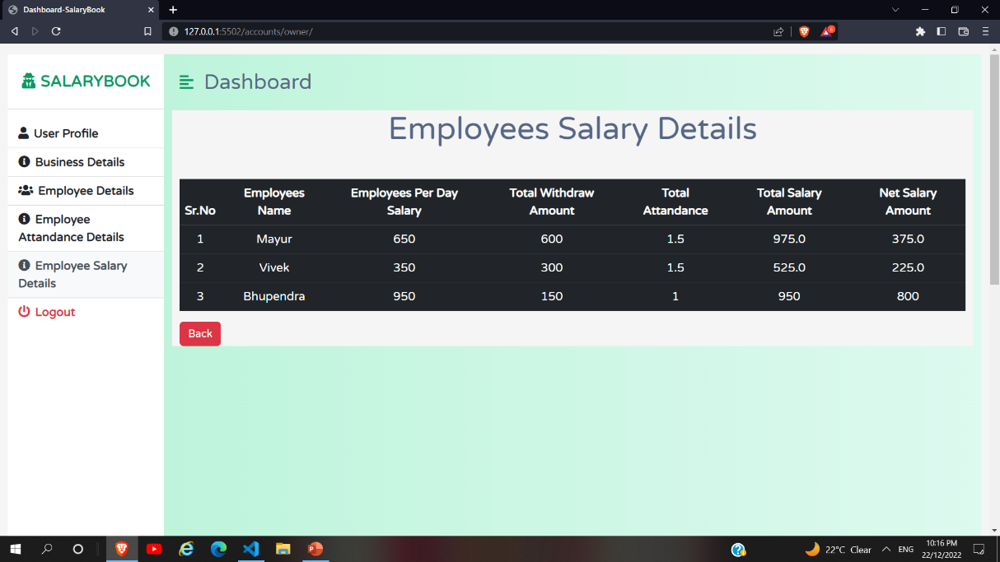 Dashboard-SalaryBook
127.0.0.1:5502/accounts/owner/
6
SALARYBOOK
Dashboard
User Profile
Business Details
Employee Details
Employee
Attandance Details
Employee Salary
Details
Logout
Employees Salary Details
Sr.No Employees Name Employees Per Day Salary Total Withdraw Amount Total Attandance Total Salary Amount Net Salary Amount
1 Mayur 650 600 1.5 975.0 375.0
2 Vivek 350 300 1.5 525.0 225.0
3 Bhupendra 950 150 1 950 800
Back
22°C Clear
ENG
10:16 PM
22/12/2022